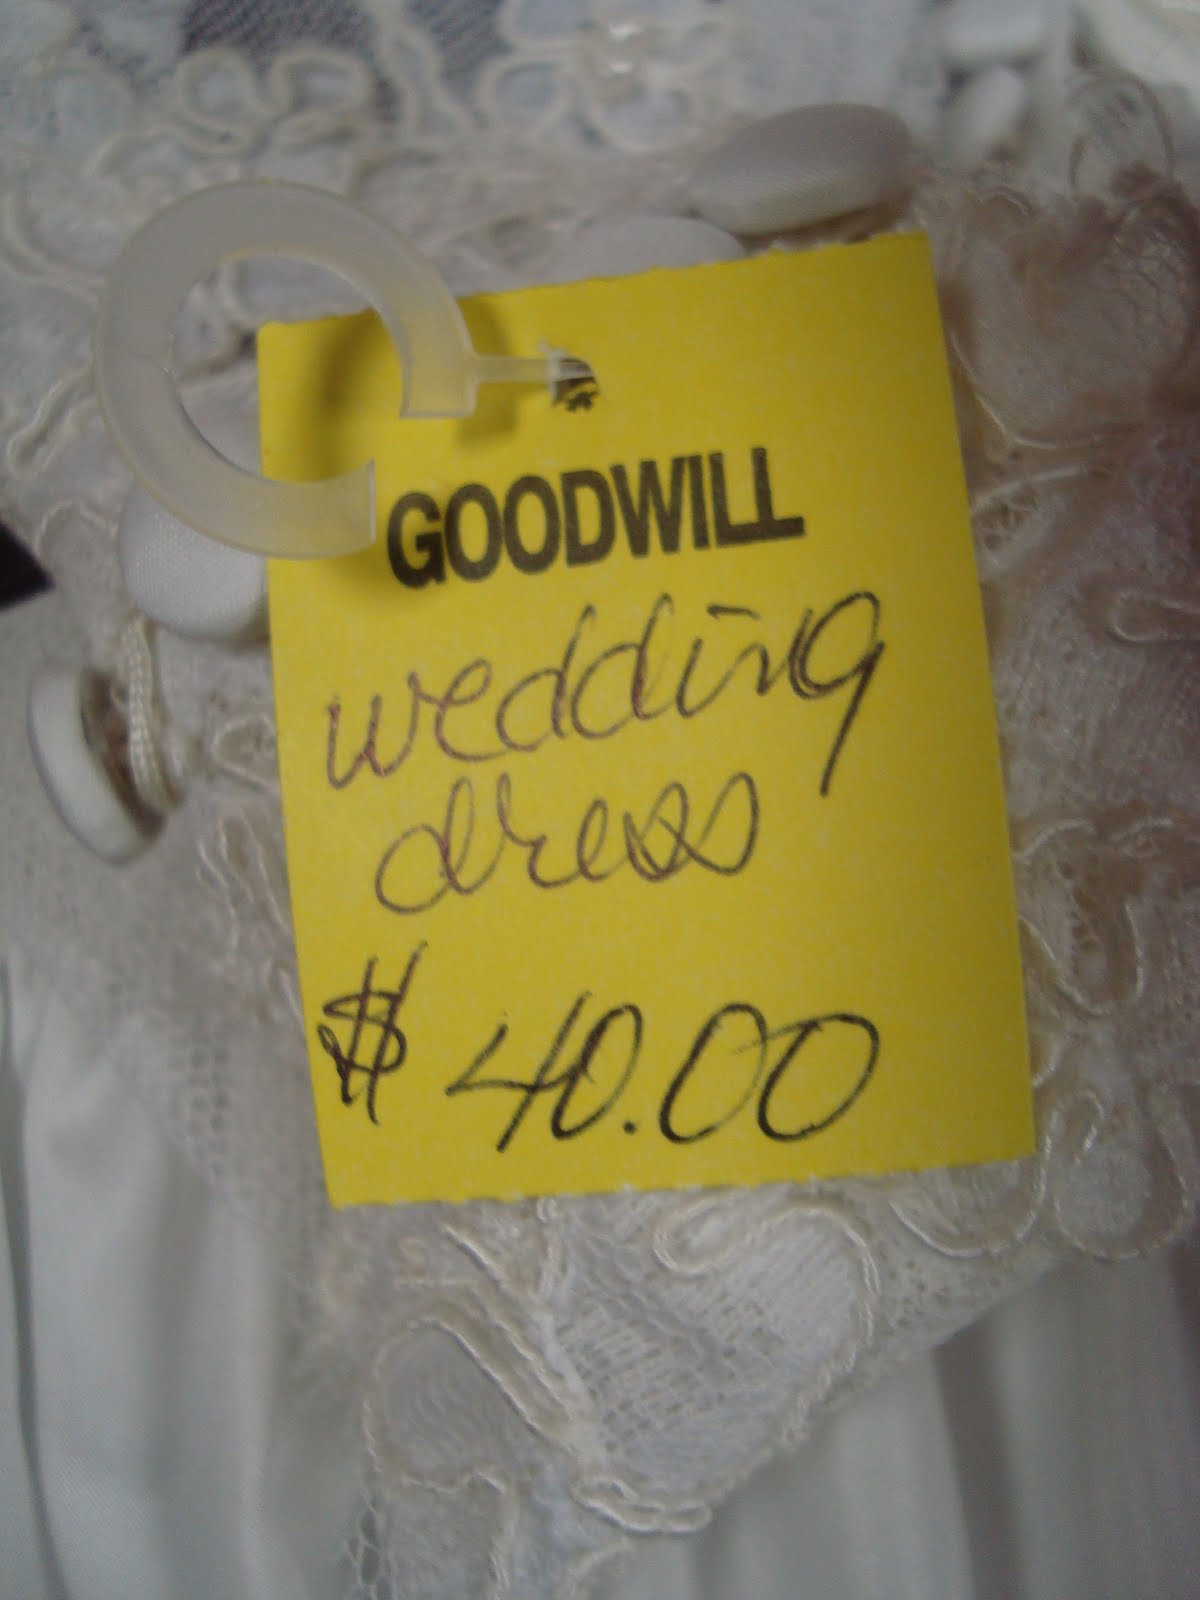 GOODWILL
wedding
dress
$ 40.00